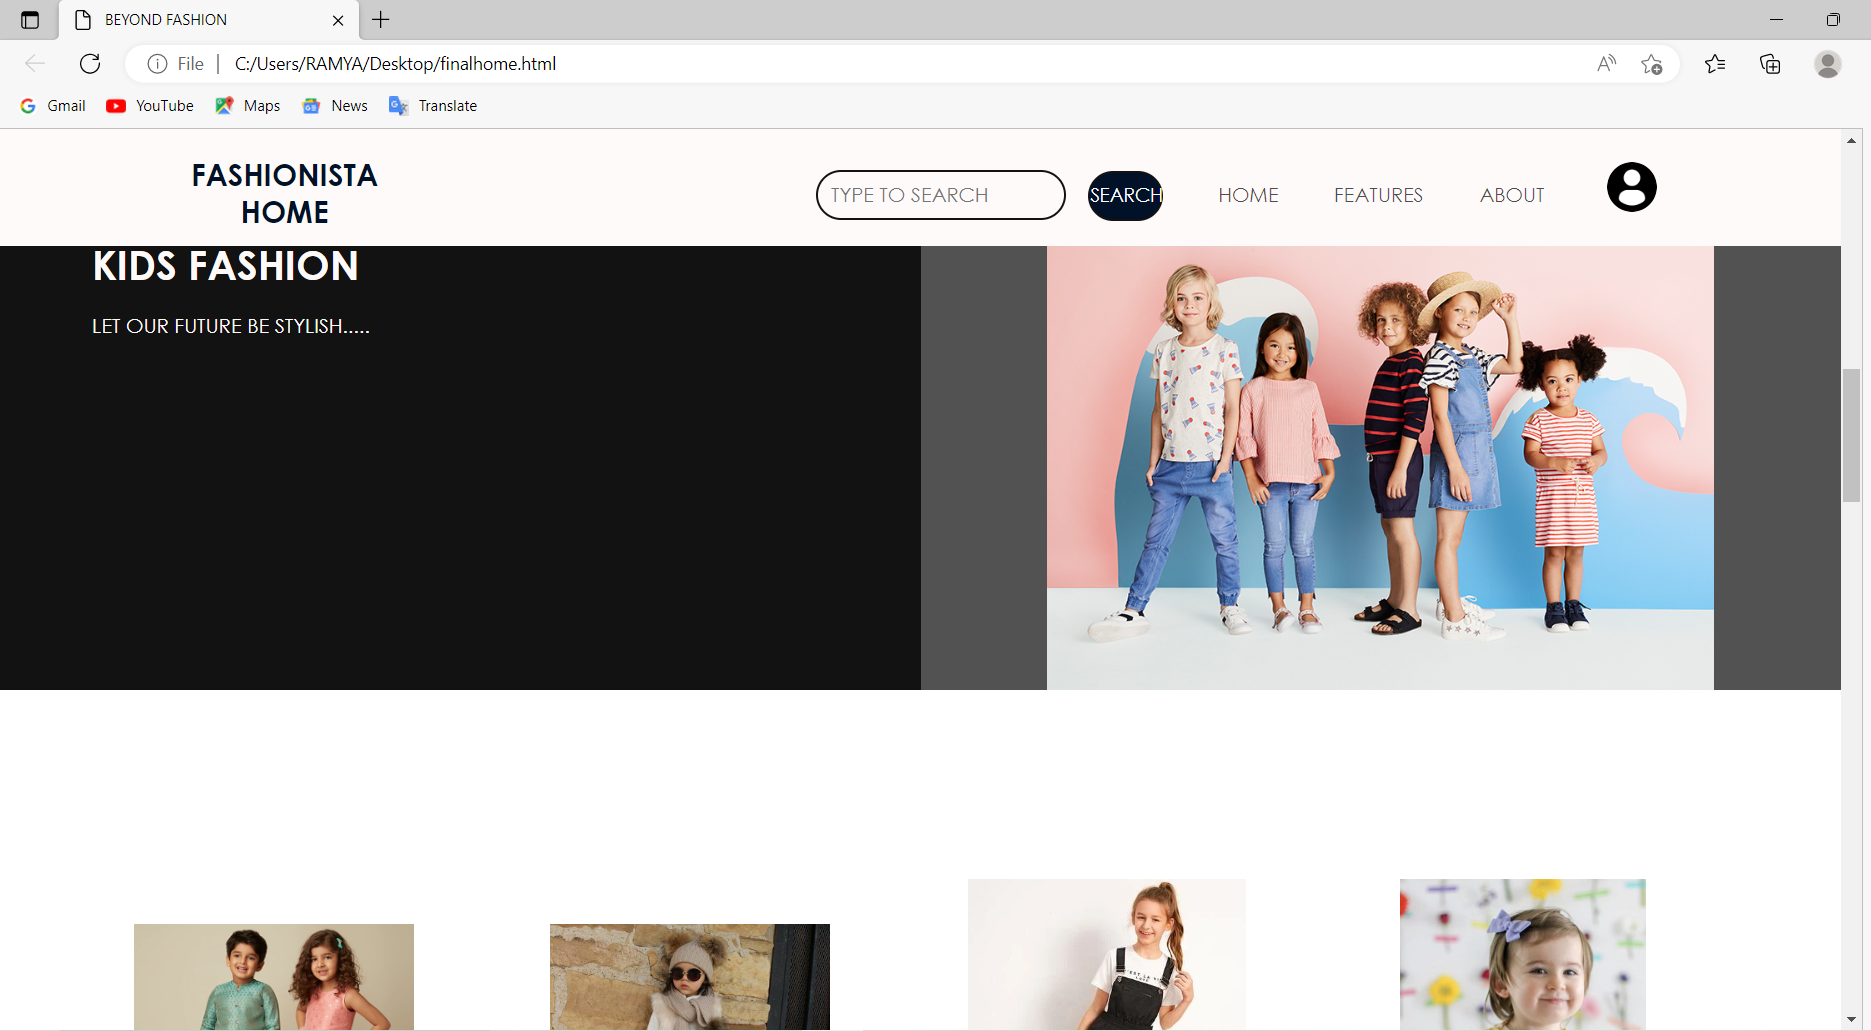 BEYOND FASHION
File
C:/Users/RAMYA/Desktop/finalhome.html
Gmail
YouTube
Maps
News
Translate
FASHIONISTA
HOME
TYPE TO SEARCH
SEARCH
HOME
FEATURES
ABOUT
KIDS FASHION
LET OUR FUTURE BE STYLISH.....